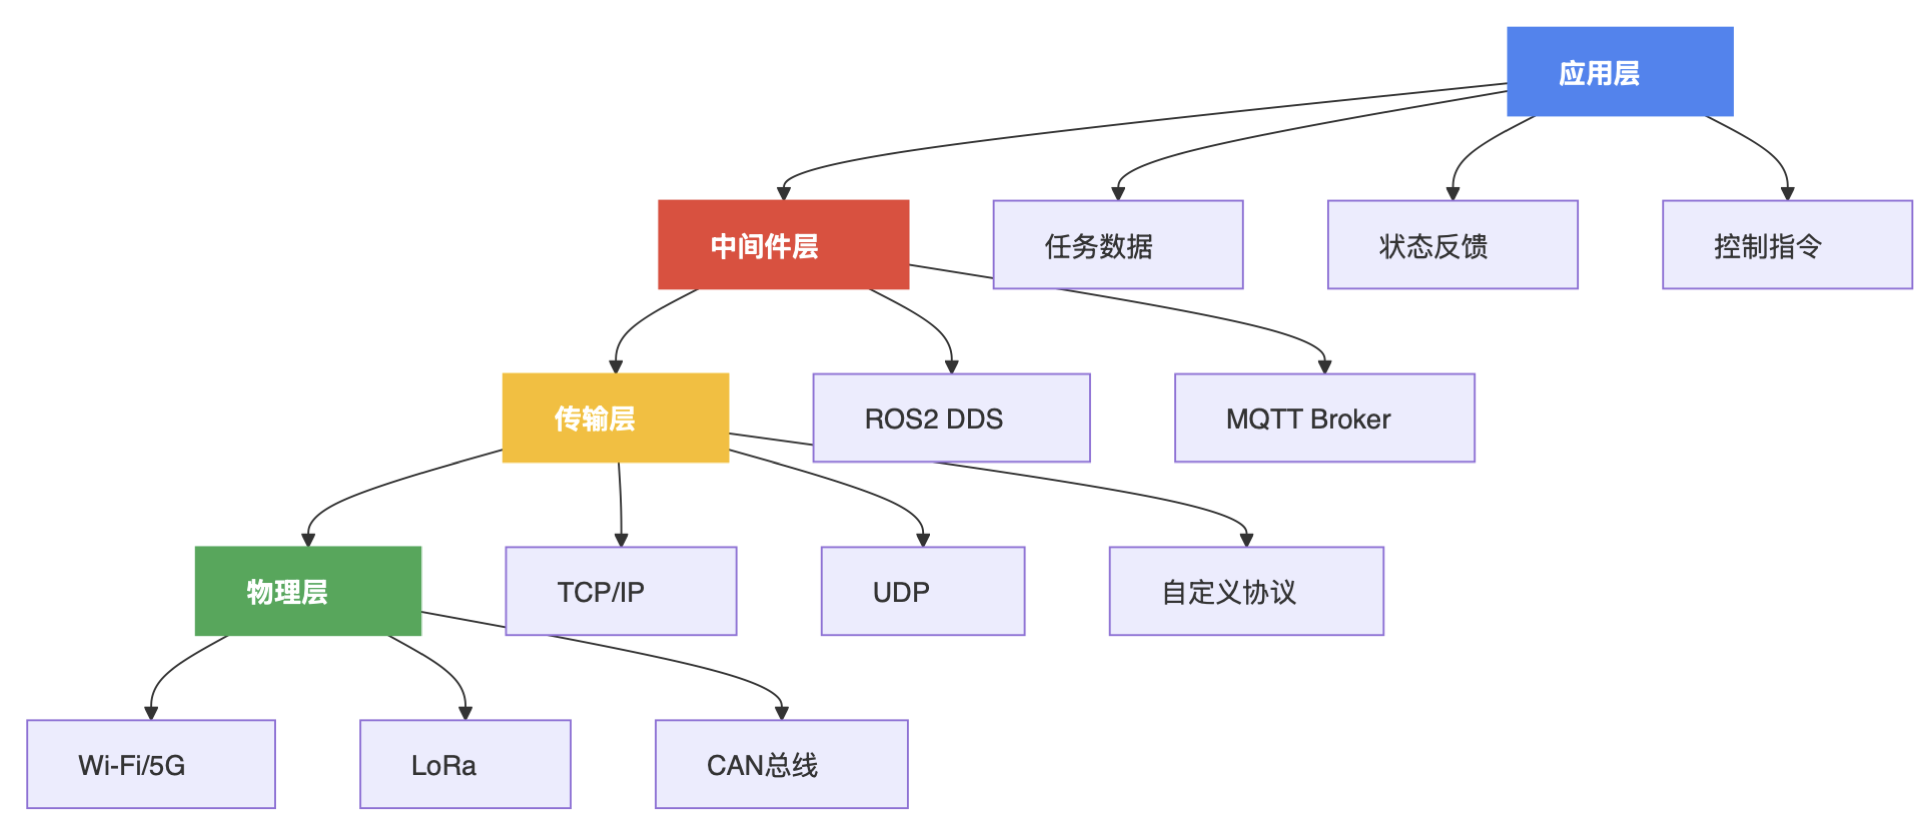 应用层
中间件层
任务数据
状态反馈
控制指令
传输层
ROS2 DDS
MQTT Broker
物理层
TCP/IP
UDP
自定义协议
Wi-Fi/5G
LoRa
CAN总线